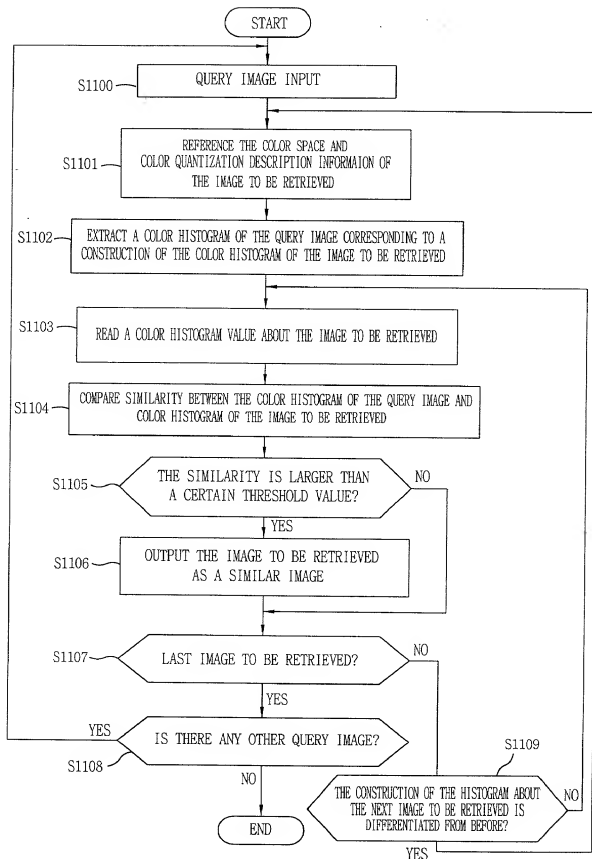 START
S1100
QUERY IMAGE INPUT
S1101
REFERENCE THE COLOR SPACE AND
COLOR QUANTIZATION DESCRIPTION INFORMAION OF
THE IMAGE TO BE RETRIEVED
S1102
EXTRACT A COLOR HISTOGRAM OF THE QUERY IMAGE CORRESPONDING TO A
CONSTRUCTION OF THE COLOR HISTOGRAM OF THE IMAGE TO BE RETRIEVED
S1103
READ A COLOR HISTOGRAM VALUE ABOUT THE IMAGE TO BE RETRIEVED
S1104
COMPARE SIMILARITY BETWEEN THE COLOR HISTOGRAM OF THE QUERY IMAGE AND
COLOR HISTOGRAM OF THE IMAGE TO BE RETRIEVED
S1105
THE SIMILARITY IS LARGER THAN
A CERTAIN THRESHOLD VALUE?
NO
YES
S1106
OUTPUT THE IMAGE TO BE RETRIEVED
AS A SIMILAR IMAGE
S1107
LAST IMAGE TO BE RETRIEVED?
NO
YES
YES
IS THERE ANY OTHER QUERY IMAGE?
S1108
NO
END
S1109
THE CONSTRUCTION OF THE HISTOGRAM ABOUT
THE NEXT IMAGE TO BE RETRIEVED IS
DIFFERENTIATED FROM BEFORE?
NO
YES